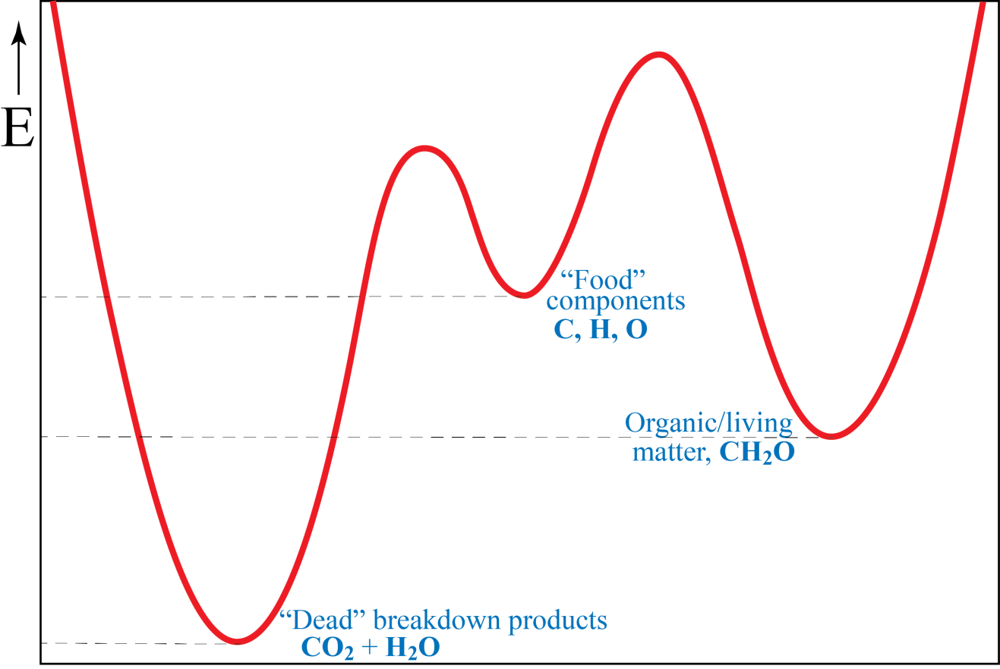 E
“Food”
components
C, H, O
Organic/living
matter, CH₂O
“Dead” breakdown products
CO₂ + H₂O